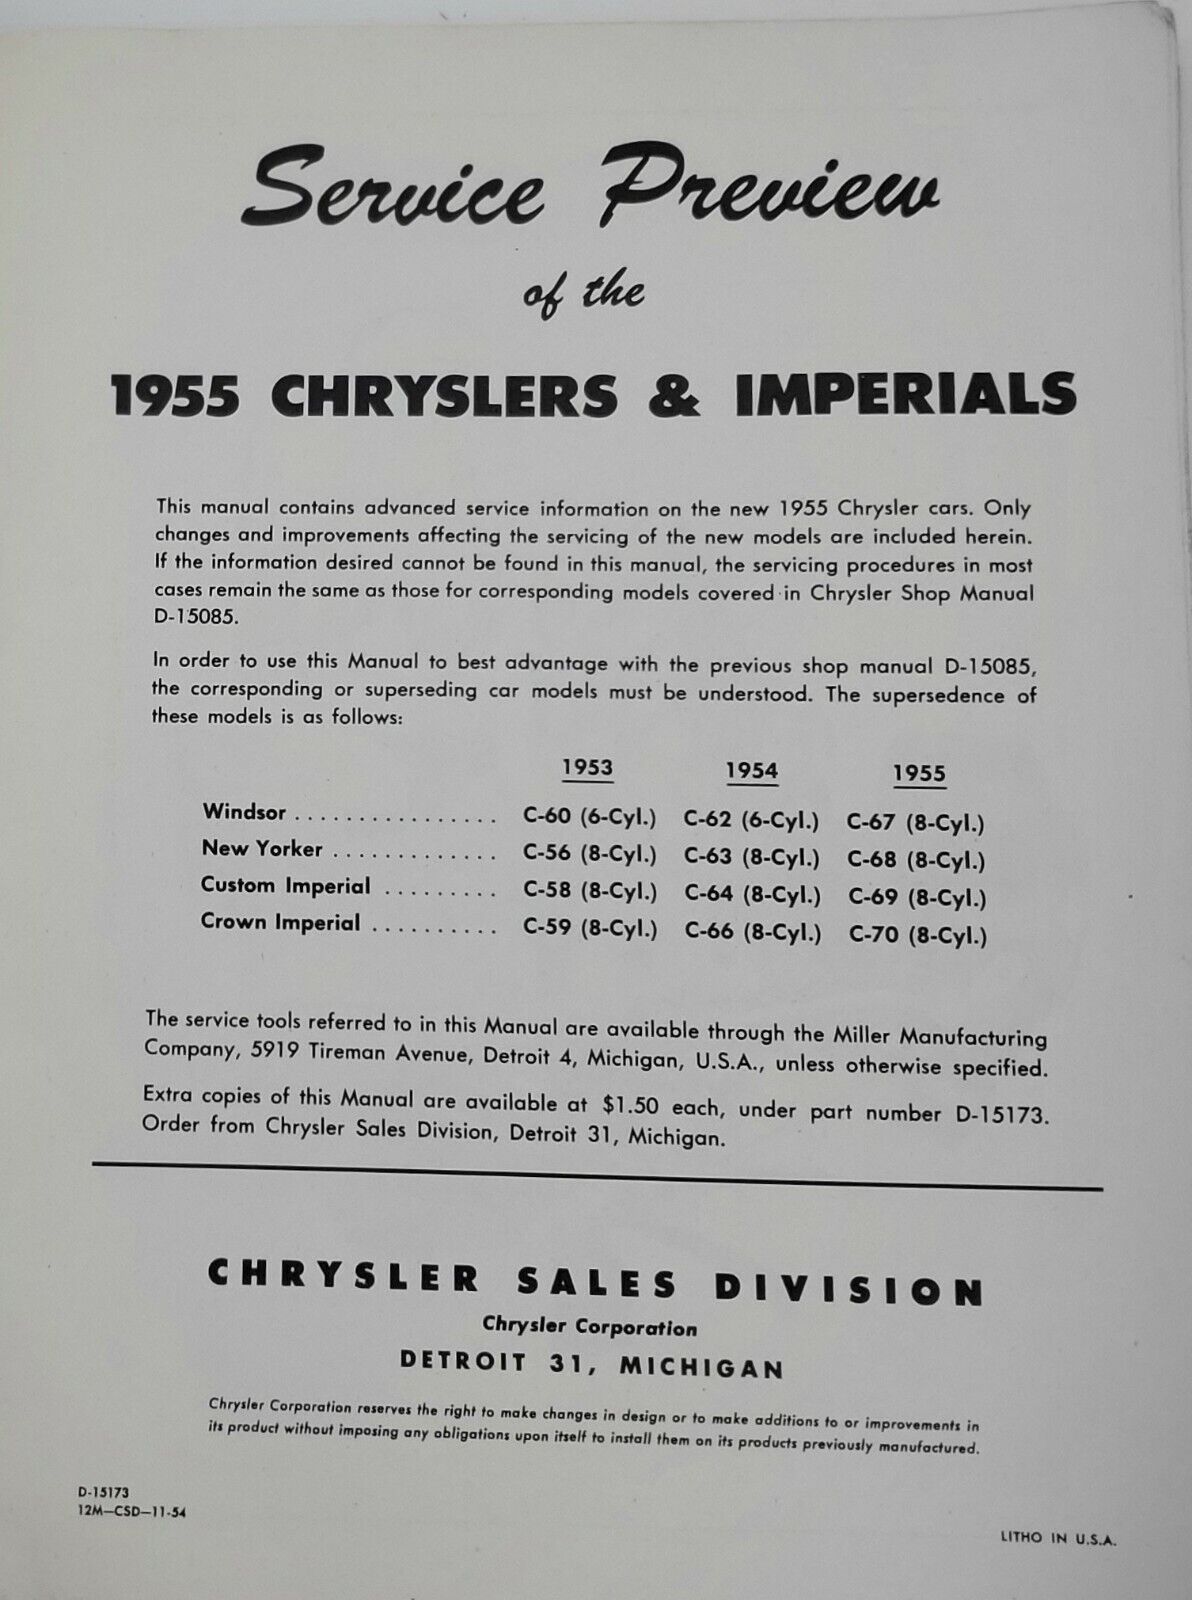 Service Preview
of the
1955 CHRYSLERS & IMPERIALS
This manual contains advanced service information on the new 1955 Chrysler cars. Only
changes and improvements affecting the servicing of the new models are included herein.
If the information desired cannot be found in this manual, the servicing procedures in most
cases remain the same as those for corresponding models covered in Chrysler Shop Manual
D-15085.
In order to use this Manual to best advantage with the previous shop manual D-15085,
the corresponding or superseding car models must be understood. The supersedence of
these models is as follows:
1953 1954 1955
Windsor . . . . . . . . . . . . . . . . C-60 (6-Cyl.) C-62 (6-Cyl.) C-67 (8-Cyl.)
New Yorker . . . . . . . . . . . . . C-56 (8-Cyl.) C-63 (8-Cyl.) C-68 (8-Cyl.)
Custom Imperial . . . . . . . . . C-58 (8-Cyl.) C-64 (8-Cyl.) C-69 (8-Cyl.)
Crown Imperial . . . . . . . . . . C-59 (8-Cyl.) C-66 (8-Cyl.) C-70 (8-Cyl.)
The service tools referred to in this Manual are available through the Miller Manufacturing
Company, 5919 Tireman Avenue, Detroit 4, Michigan, U.S.A., unless otherwise specified.
Extra copies of this Manual are available at $1.50 each, under part number D-15173.
Order from Chrysler Sales Division, Detroit 31, Michigan.
CHRYSLER SALES DIVISION
Chrysler Corporation
DETROIT 31, MICHIGAN
Chrysler Corporation reserves the right to make changes in design or to make additions to or improvements in
its product without imposing any obligations upon itself to install them on its products previously manufactured.
D-15173
12M—CSD—11-54
LITHO IN U.S.A.